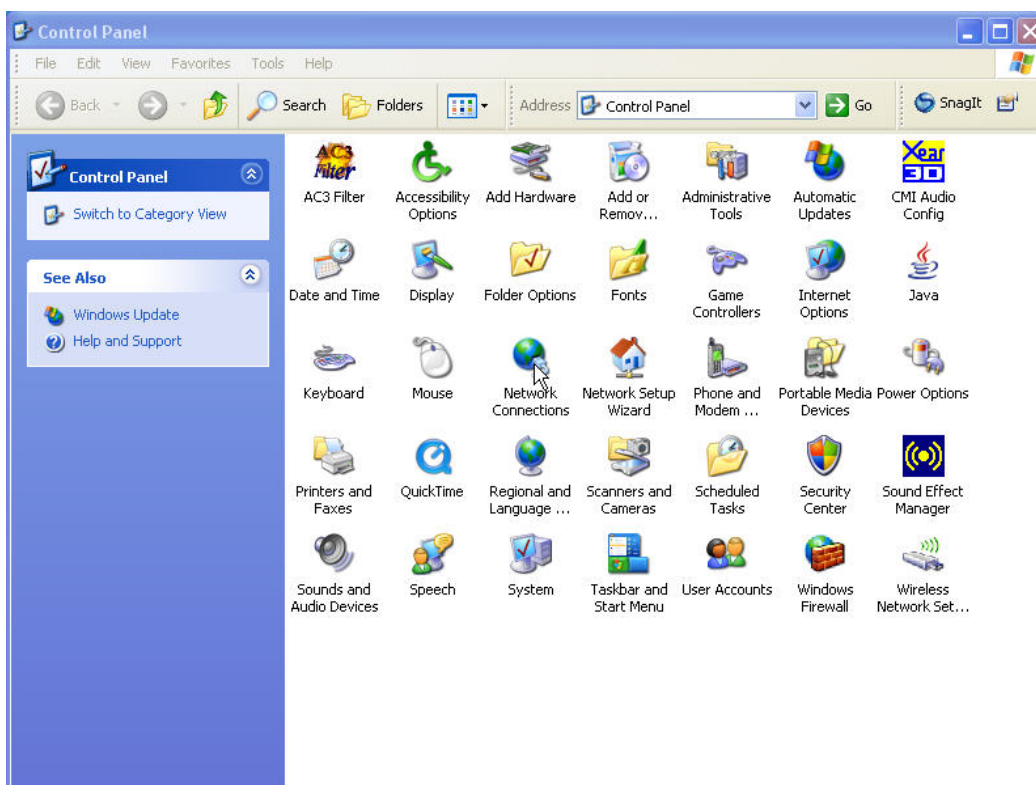 Control Panel
File Edit View Favorites Tools Help
Back Search Folders Address Control Panel Go SnagIt
Control Panel
Switch to Category View
See Also
Windows Update
Help and Support
AC3 Filter
AC3 Filter
Accessibility
Options
Add Hardware
Add or
Remov...
Administrative
Tools
Automatic
Updates
Xear
3D
CMI Audio
Config
Date and Time
Display
Folder Options
Fonts
Game
Controllers
Internet
Options
Java
Keyboard
Mouse
Network
Connections
Network Setup
Wizard
Phone and
Modem ...
Portable Media
Devices
Power Options
Printers and
Faxes
QuickTime
Regional and
Language ...
Scanners and
Cameras
Scheduled
Tasks
Security
Center
Sound Effect
Manager
Sounds and
Audio Devices
Speech
System
Taskbar and
Start Menu
User Accounts
Windows
Firewall
Wireless
Network Set...